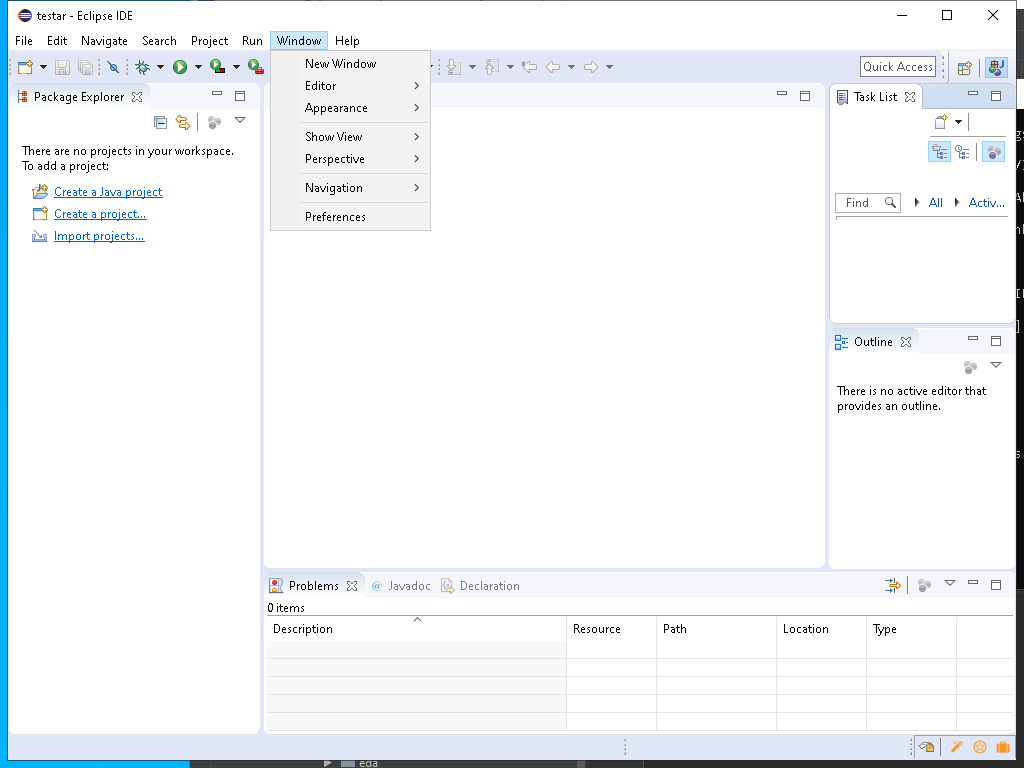 testar - Eclipse IDE
File Edit Navigate Search Project Run Window Help
Quick Access
New Window
Editor
Appearance
Show View
Perspective
Navigation
Preferences
Package Explorer
There are no projects in your workspace.
To add a project:
Create a Java project
Create a project...
Import projects...
Task List
Find All Activ...
Outline
There is no active editor that
provides an outline.
Problems @ Javadoc Declaration
0 items
Description Resource Path Location Type
eda